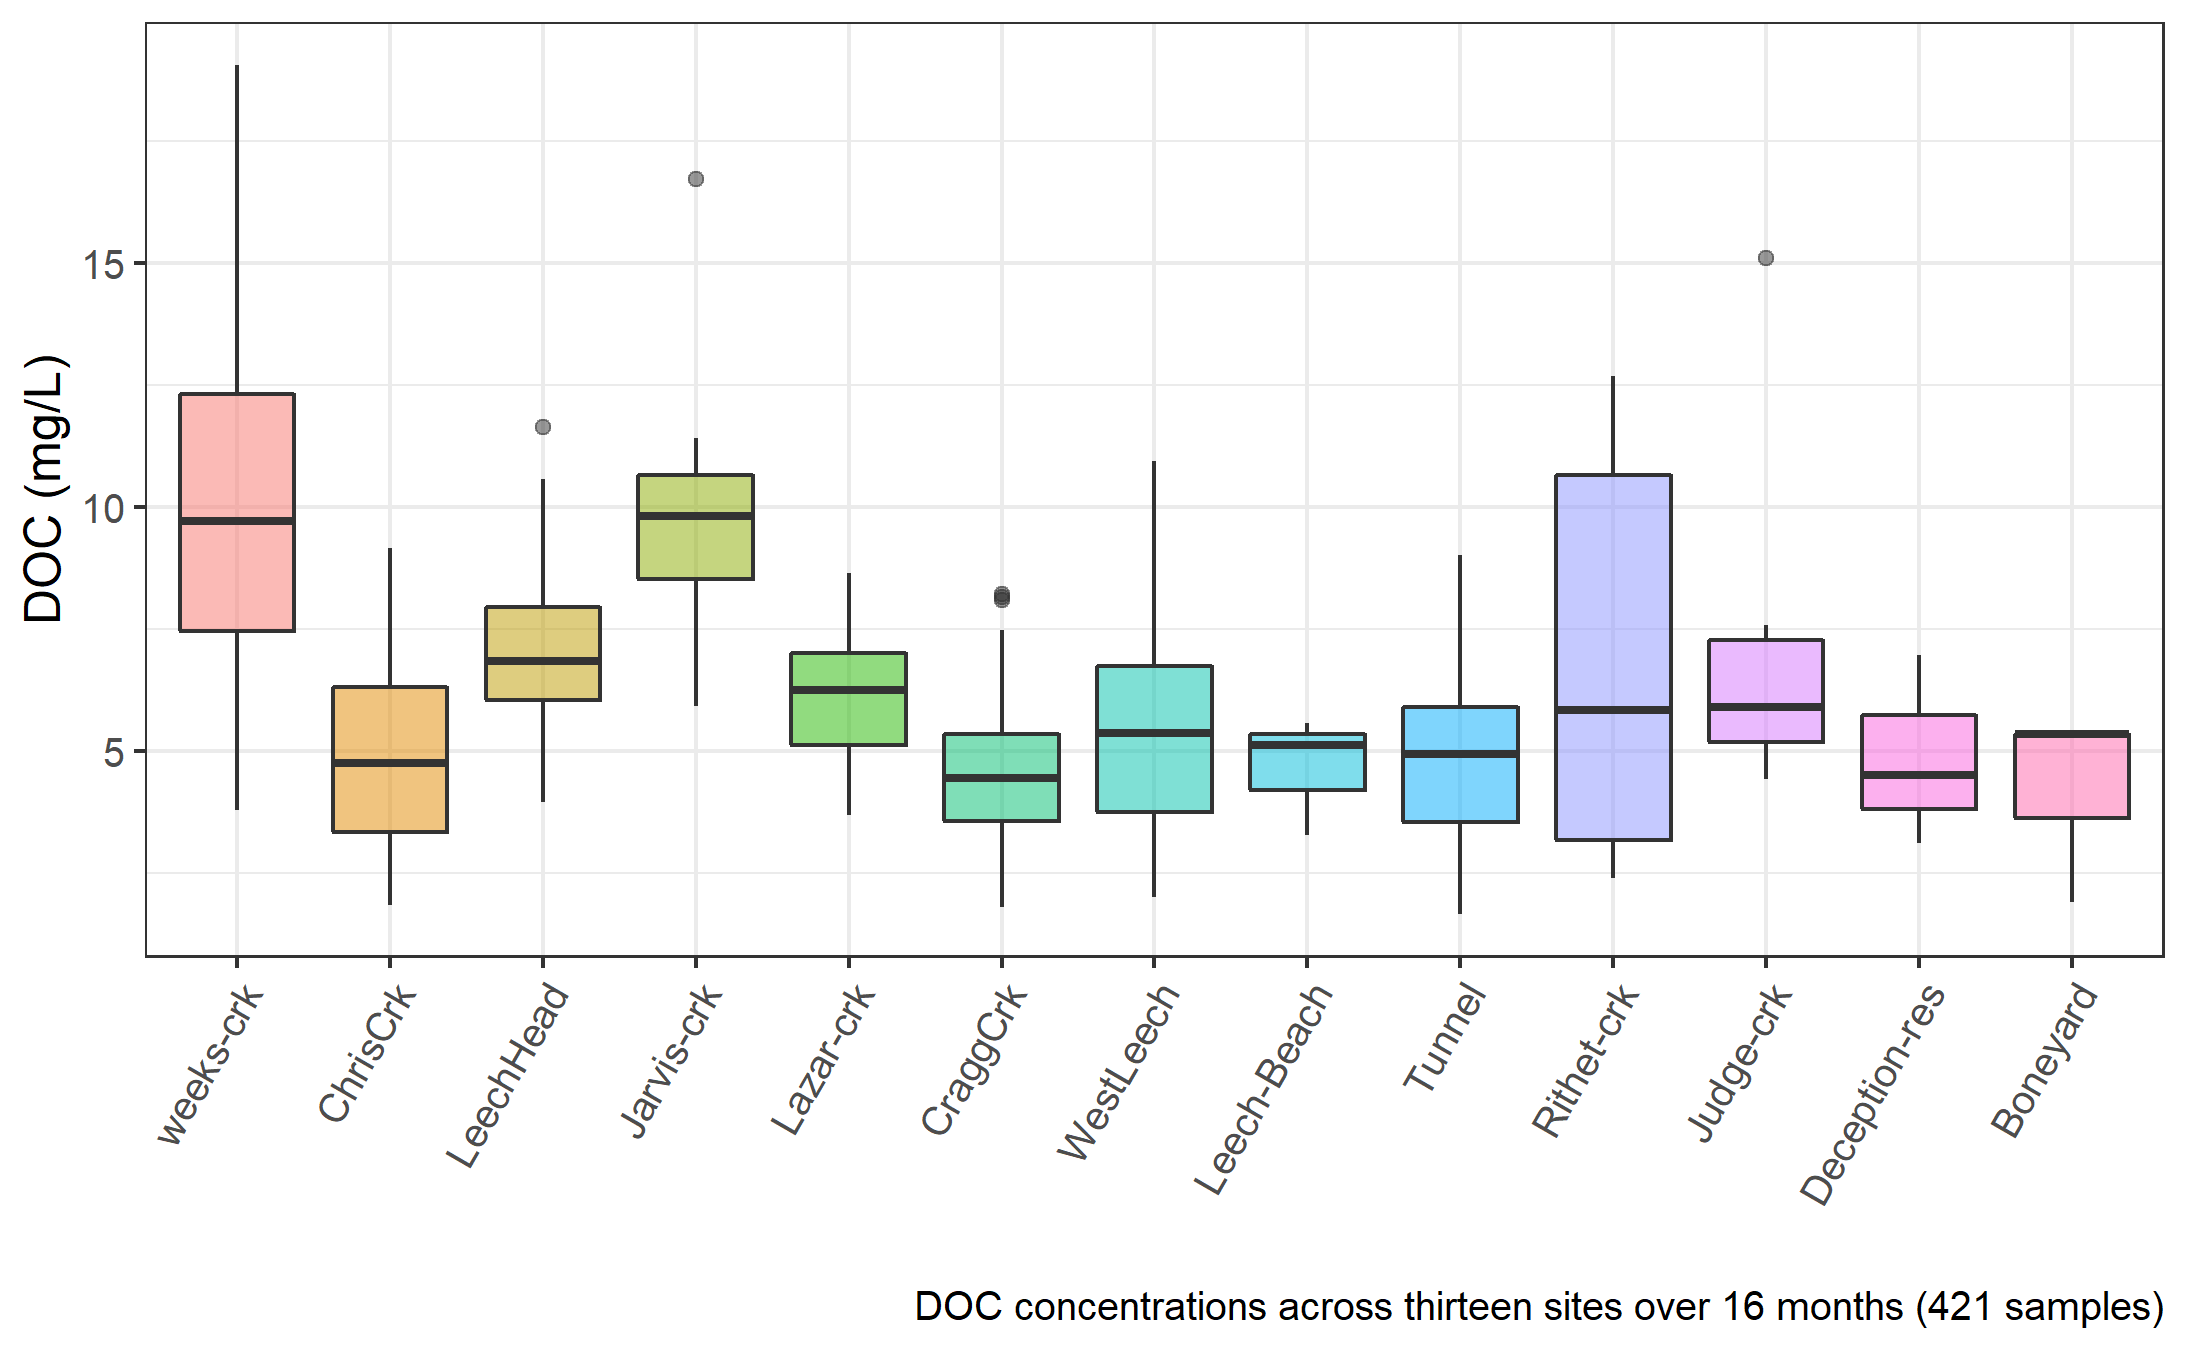 DOC (mg/L)
15
10
5
weeks-crk
ChrisCrk
LeechHead
Jarvis-crk
Lazar-crk
CraggCrk
WestLeech
Leech-Beach
Tunnel
Rithet-crk
Judge-crk
Deception-res
Boneyard
DOC concentrations across thirteen sites over 16 months (421 samples)